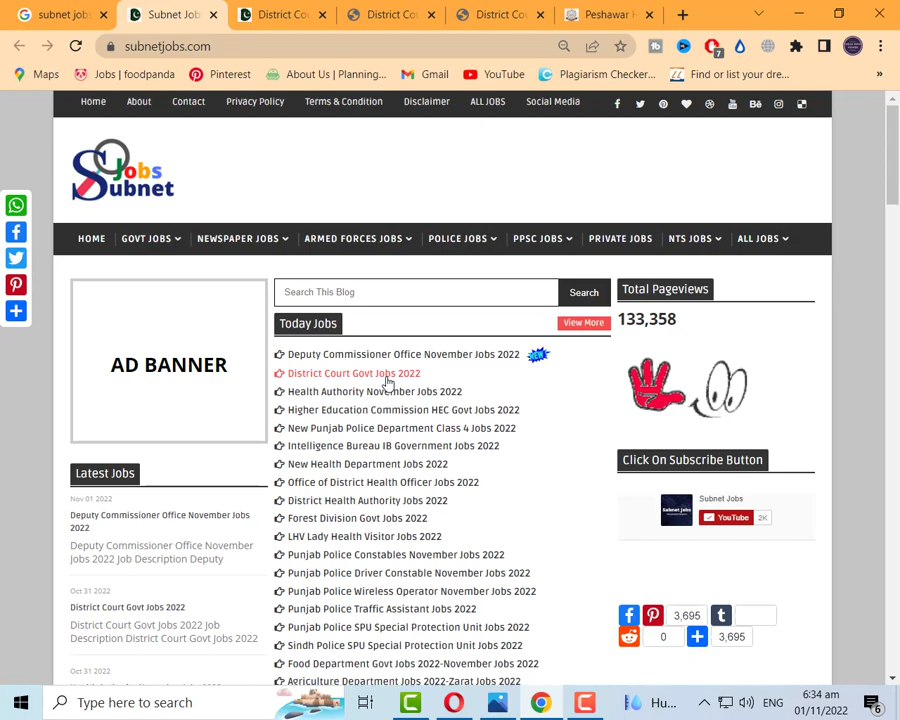 subnet jobs
Subnet Job
District Cou
District Cou
District Cou
Peshawar H
subnetjobs.com
7
Maps
Jobs | foodpanda
Pinterest
About Us | Planning...
Gmail
YouTube
Plagiarism Checker...
Find or list your dre...
»
Home
About
Contact
Privacy Policy
Terms & Condition
Disclaimer
ALL JOBS
Social Media
Jobs
Subnet
HOME
GOVT JOBS
NEWSPAPER JOBS
ARMED FORCES JOBS
POLICE JOBS
PPSC JOBS
PRIVATE JOBS
NTS JOBS
ALL JOBS
AD BANNER
Search This Blog
Search
Today Jobs
View More
Deputy Commissioner Office November Jobs 2022
NEW
District Court Govt Jobs 2022
Health Authority November Jobs 2022
Higher Education Commission HEC Govt Jobs 2022
New Punjab Police Department Class 4 Jobs 2022
Intelligence Bureau IB Government Jobs 2022
New Health Department Jobs 2022
Office of District Health Officer Jobs 2022
District Health Authority Jobs 2022
Forest Division Govt Jobs 2022
LHV Lady Health Visitor Jobs 2022
Punjab Police Constables November Jobs 2022
Punjab Police Driver Constable November Jobs 2022
Punjab Police Wireless Operator November Jobs 2022
Punjab Police Traffic Assistant Jobs 2022
Punjab Police SPU Special Protection Unit Jobs 2022
Sindh Police SPU Special Protection Unit Jobs 2022
Food Department Govt Jobs 2022-November Jobs 2022
Agriculture Department Jobs 2022-Zarat Jobs 2022
Latest Jobs
Nov 01 2022
Deputy Commissioner Office November Jobs
2022
Deputy Commissioner Office November
Jobs 2022 Job Description Deputy
Oct 31 2022
District Court Govt Jobs 2022
District Court Govt Jobs 2022 Job
Description District Court Govt Jobs 2022
Oct 31 2022
Total Pageviews
133,358
Click On Subscribe Button
Subnet Jobs
YouTube
2K
3,695
0
3,695
Type here to search
Hu...
ENG
6:34 am
01/11/2022
6